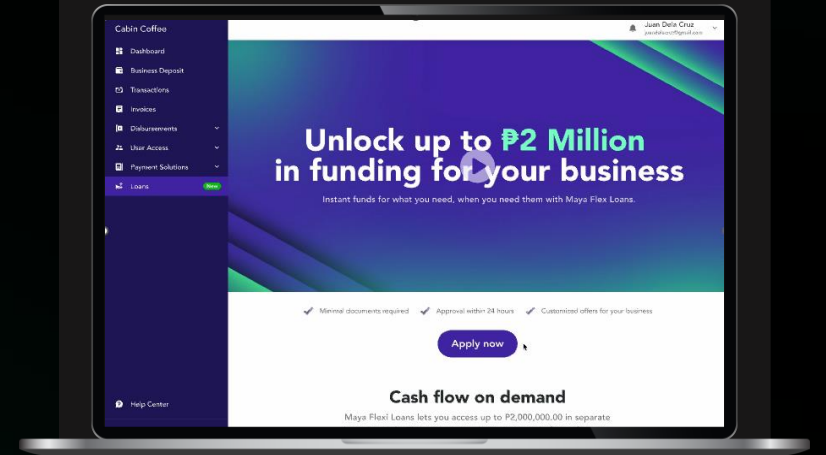 Cabin Coffee
Juan Dela Cruz
Dashboard
Business Deposit
Transactions
Invoices
Disbursements
User Access
Payment Solutions
Loans New
Help Center
Unlock up to ₱2 Million
in funding for your business
Instant funds for what you need, when you need them with Maya Flex Loans.
Minimal documents required Approval within 24 hours Customized offers for your business
Apply now
Cash flow on demand
Maya Flexi Loans lets you access up to P2,000,000.00 in separate